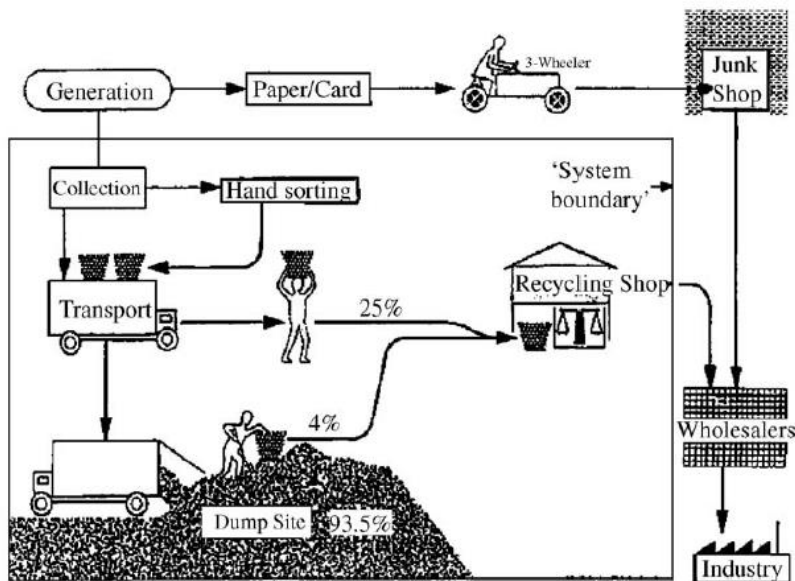 Generation
Paper/Card
3-Wheeler
Junk
Shop
Collection
Hand sorting
'System
boundary'
Transport
Recycling Shop
25%
4%
Wholesalers
Dump Site
93.5%
Industry